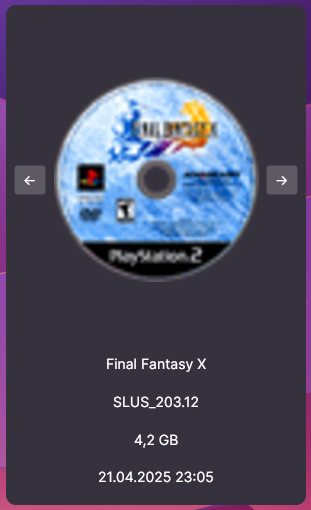 FINAL FANTASY X
PlayStation.2
←
→
Final Fantasy X
SLUS_203.12
4,2 GB
21.04.2025 23:05